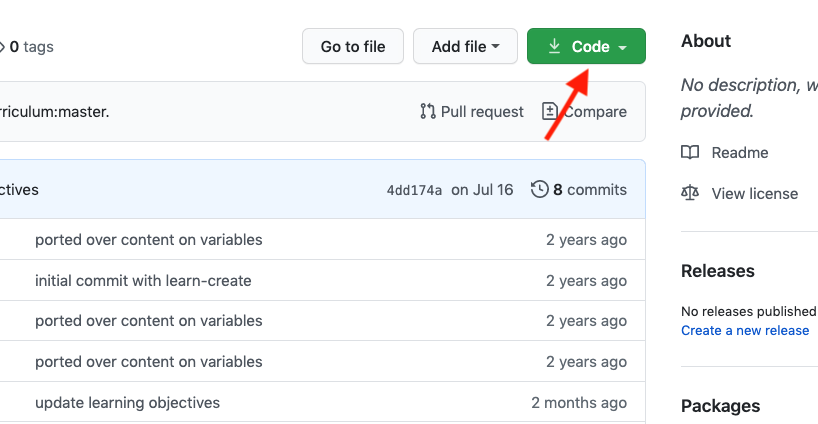 0 tags
Go to file
Add file
Code
rriculum:master.
Pull request
Compare
ctives
4dd174a on Jul 16
8 commits
ported over content on variables 2 years ago
initial commit with learn-create 2 years ago
ported over content on variables 2 years ago
ported over content on variables 2 years ago
update learning objectives 2 months ago
About
No description, w
provided.
Readme
View license
Releases
No releases published
Create a new release
Packages